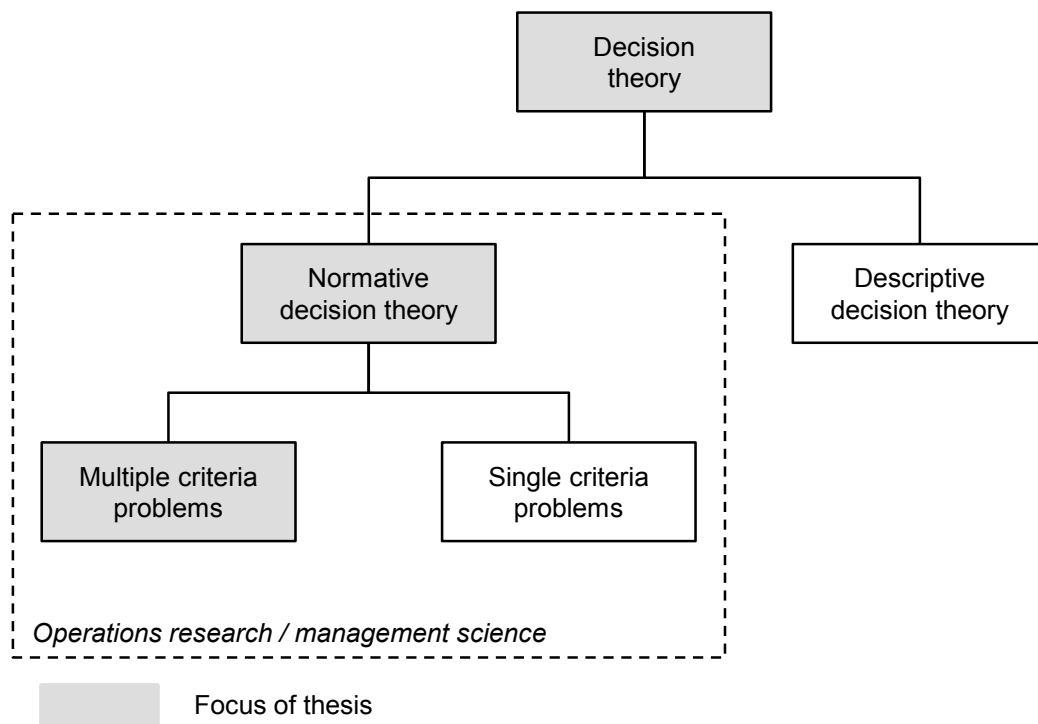 Decision
theory
Normative
decision theory
Descriptive
decision theory
Multiple criteria
problems
Single criteria
problems
Operations research / management science
Focus of thesis